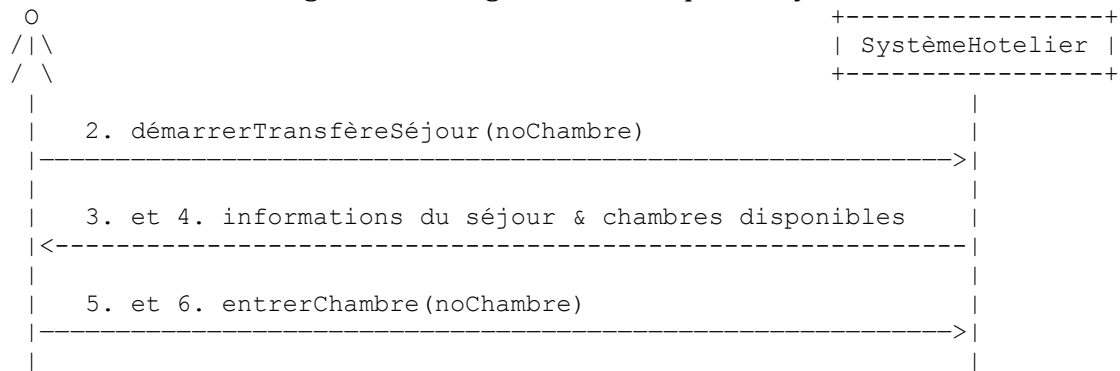 SystèmeHotelier
2. démarrerTransfèreSéjour(noChambre)
3. et 4. informations du séjour & chambres disponibles
5. et 6. entrerChambre(noChambre)